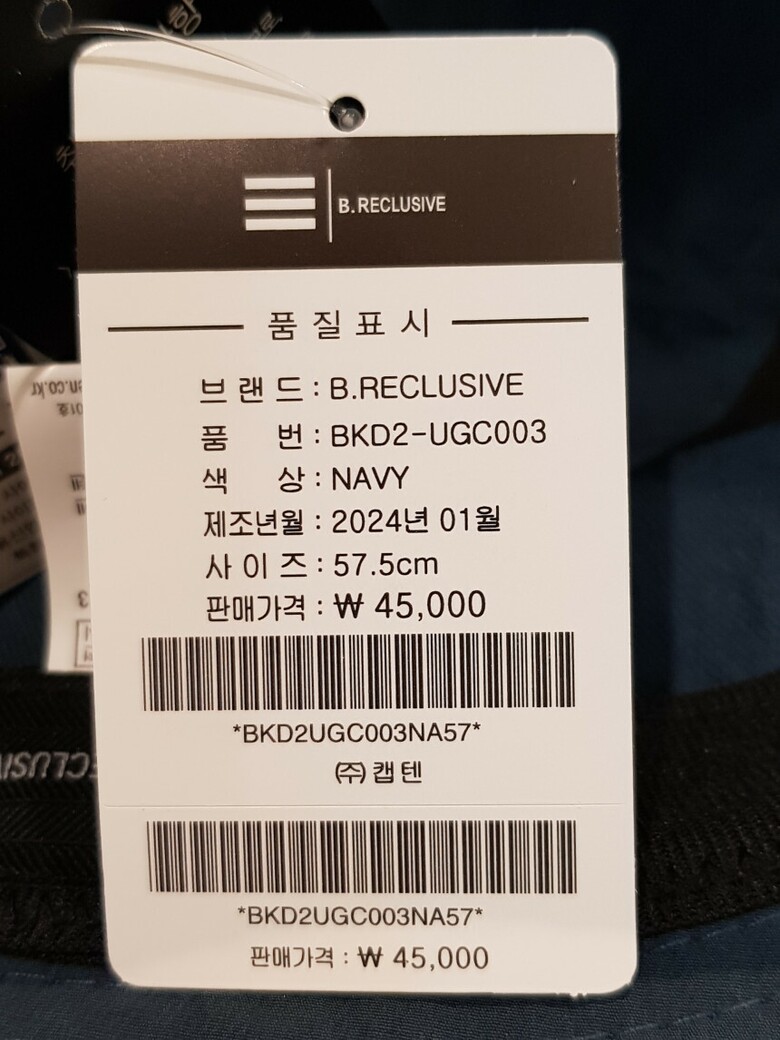 B.RECLUSIVE
품질표시
브랜드 : B.RECLUSIVE
품 번 : BKD2-UGC003
색 상 : NAVY
제조년월 : 2024년 01월
사이즈 : 57.5cm
판매가격 : ₩ 45,000
*BKD2UGC003NA57*
㈜캡텐
*BKD2UGC003NA57*
판매가격 : ₩ 45,000